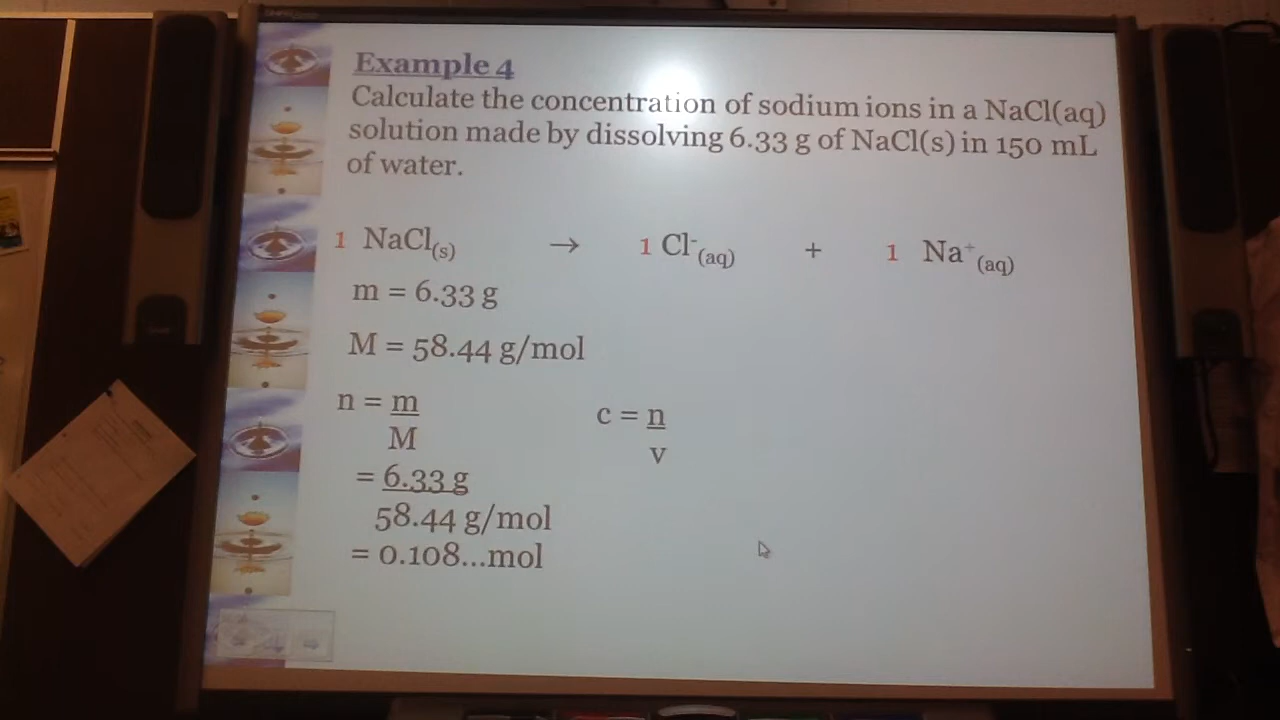 Example 4
Calculate the concentration of sodium ions in a NaCl(aq)
solution made by dissolving 6.33 g of NaCl(s) in 150 mL
of water.
1 NaCl(s) → 1 Cl⁻(aq) + 1 Na⁺(aq)
m = 6.33 g
M = 58.44 g/mol
n = m c = n
M v
= 6.33 g
58.44 g/mol
= 0.108...mol